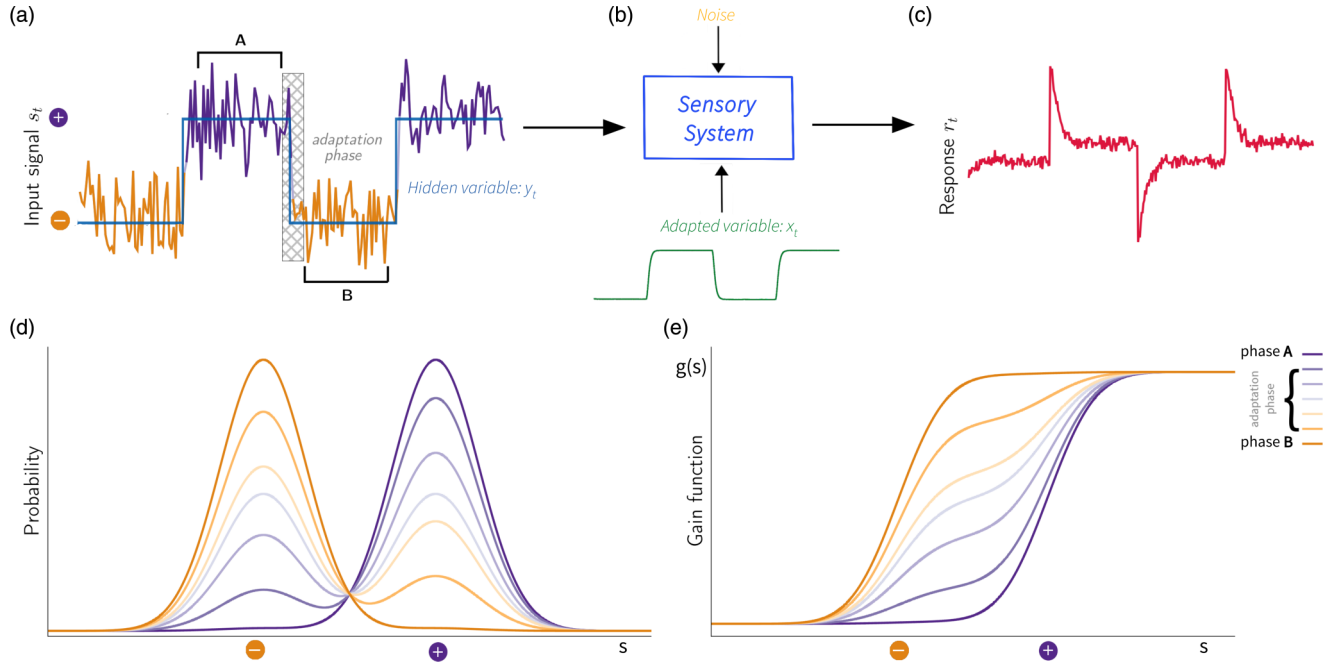 (a)
A
Input signal s_t
+
−
adaptation
phase
Hidden variable: y_t
B
(b)
Noise
Sensory
System
Adapted variable: x_t
(c)
Response r_t
(d)
Probability
−
+
s
(e)
g(s)
Gain function
−
+
s
phase A
adaptation
phase
phase B